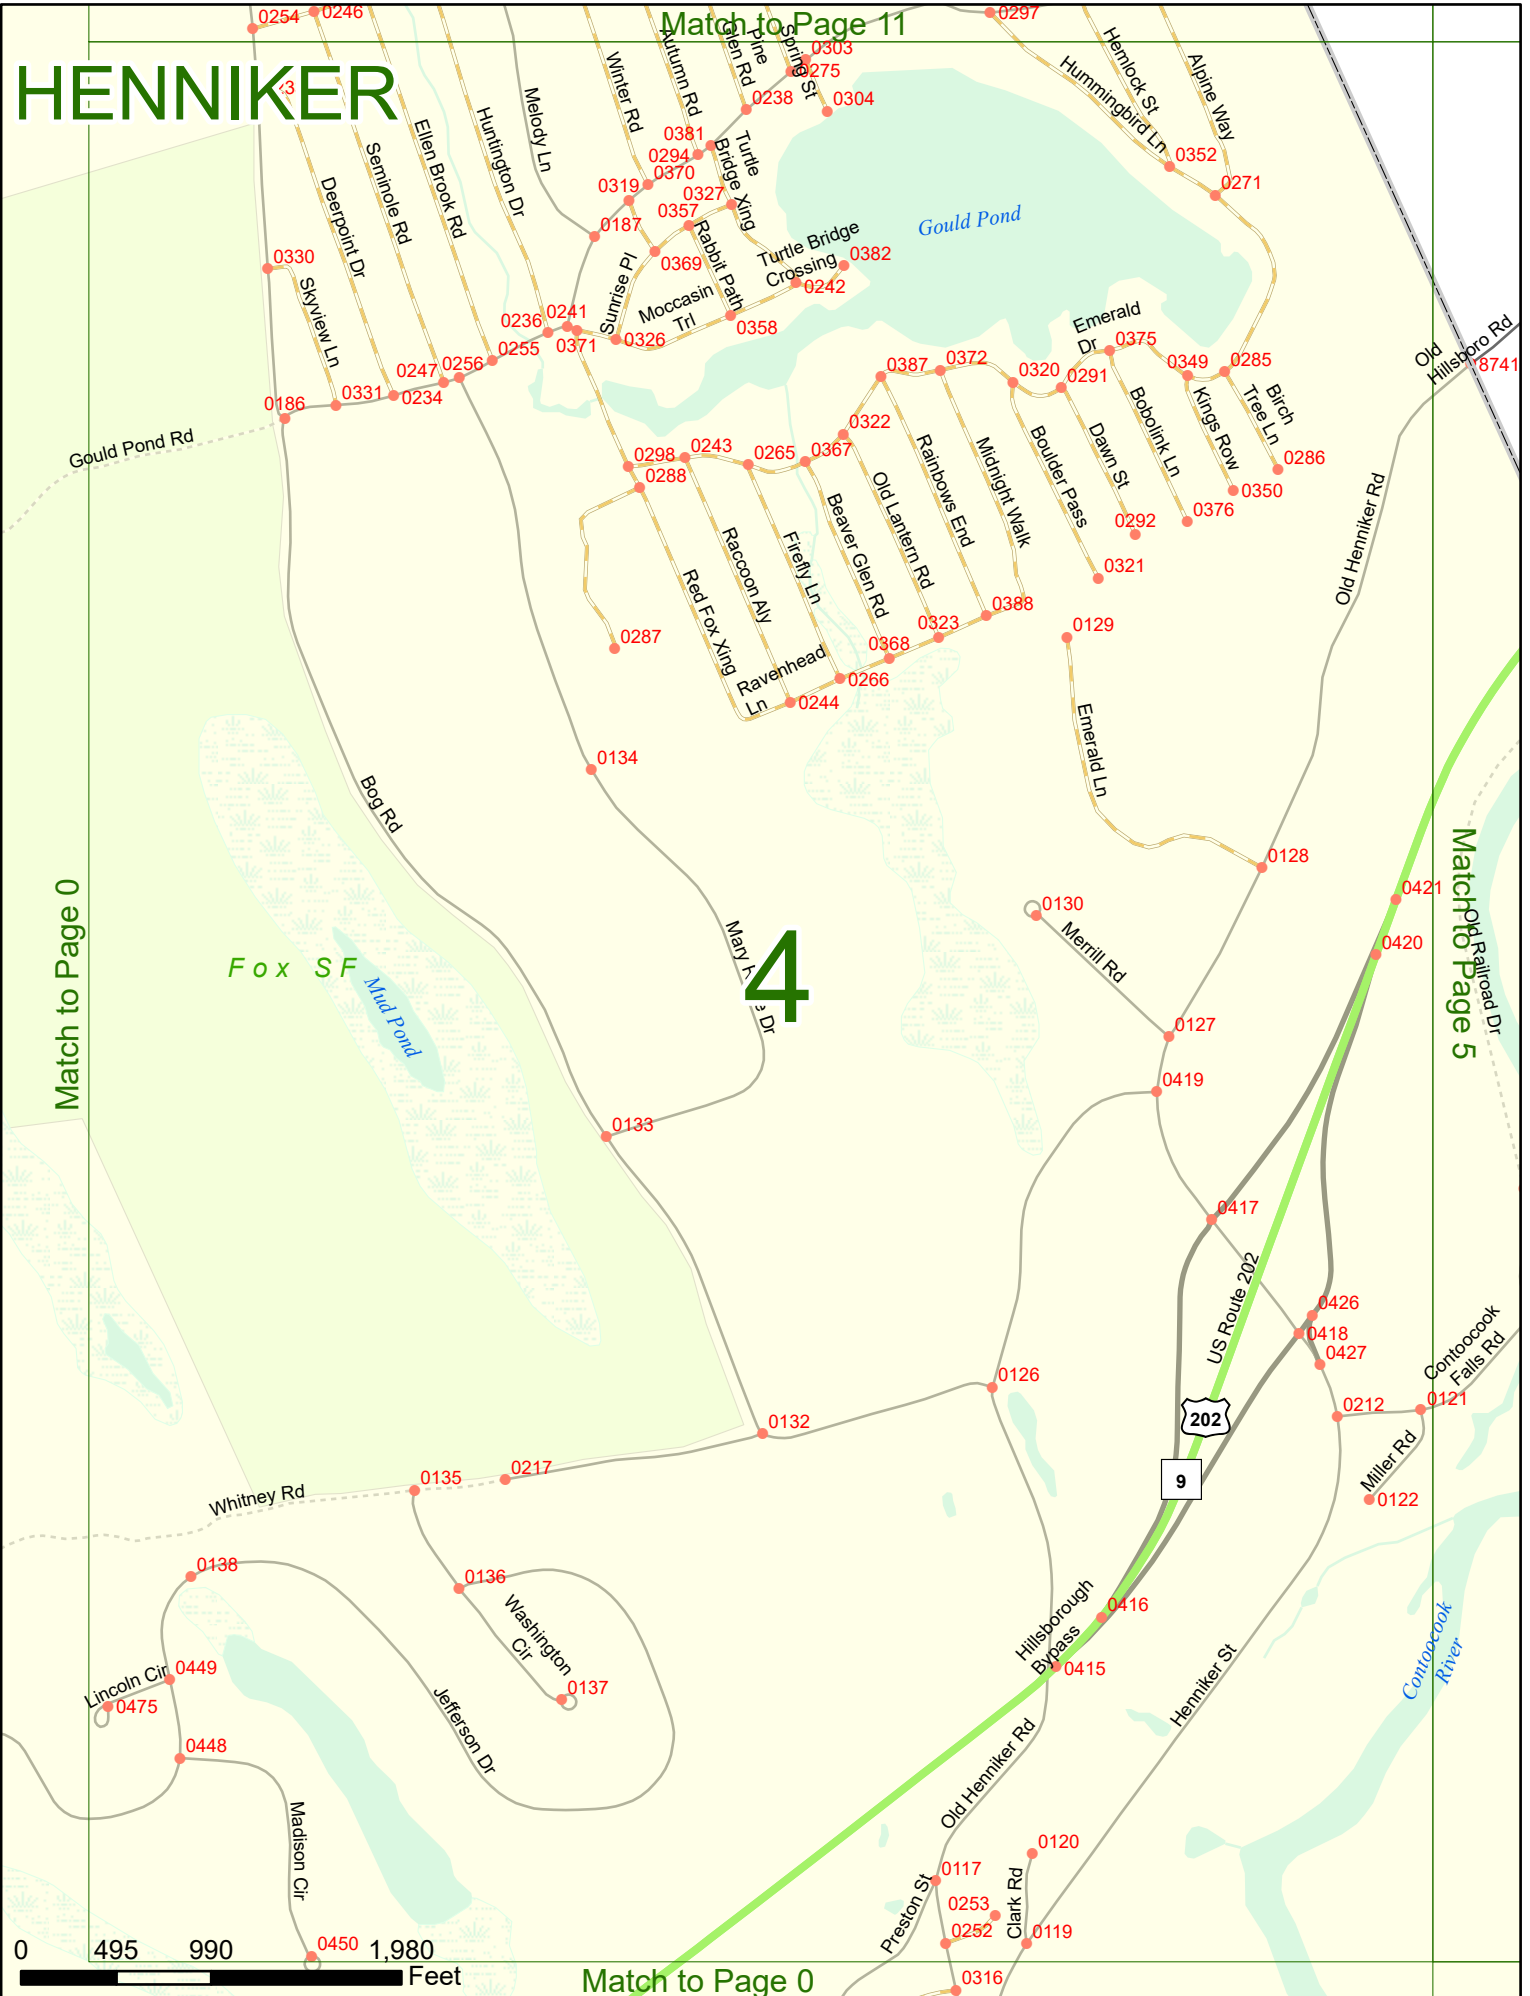 Match to Page 11
HENNIKER
0254
0246
0297
0303
0275
0304
0238
0381
0294
0370
0319
0327
0357
0187
0369
0352
0271
Hemlock St
Alpine Way
Hummingbird Ln
Spring St
Pine
Glen Rd
Autumn Rd
Winter Rd
Melody Ln
Huntington Dr
Ellen Brook Rd
Seminole Rd
Deerpoint Dr
Skyview Ln
0330
Turtle
Bridge Xing
Gould Pond
Turtle Bridge
Crossing
0382
0242
Rabbit Path
Sunrise Pl
Moccasin
Trl
0358
0326
0236
0241
0371
0255
0256
0247
0234
0331
0186
Gould Pond Rd
Emerald
Dr
0375
0349
0285
Old
Hillsboro Rd
8741
0387
0372
0320
0291
Birch
Tree Ln
Kings Row
Bobolink Ln
Dawn St
Boulder Pass
Midnight Walk
Rainbows End
Old Lantern Rd
0322
0367
0265
0243
0298
0288
0286
0350
0376
0292
0321
Beaver Glen Rd
Firefly Ln
Raccoon Aly
Red Fox Xing
Old Henniker Rd
0388
0323
0368
0266
0244
Ravenhead
Ln
0287
0129
Emerald Ln
0134
Bog Rd
0128
0421
0420
0130
Merrill Rd
Match to Page 0
Match to Page 5
Old Railroad Dr
Fox SF
Mud Pond
4
Dr
0127
0419
0133
0417
US Route 202
0426
0418
0427
Contoocook
Falls Rd
0126
0212
0121
202
0132
9
Miller Rd
0122
0217
0135
Whitney Rd
0138
0136
Washington
Cir
0137
Hillsborough
Bypass
0416
0415
Contoocook
River
Henniker St
Lincoln Cir
0449
0475
0448
Jefferson Dr
Old Henniker Rd
Madison Cir
0120
0117
0253
Preston St
Clark Rd
0252
0119
0316
0450
0 495 990 1,980
Feet
Match to Page 0